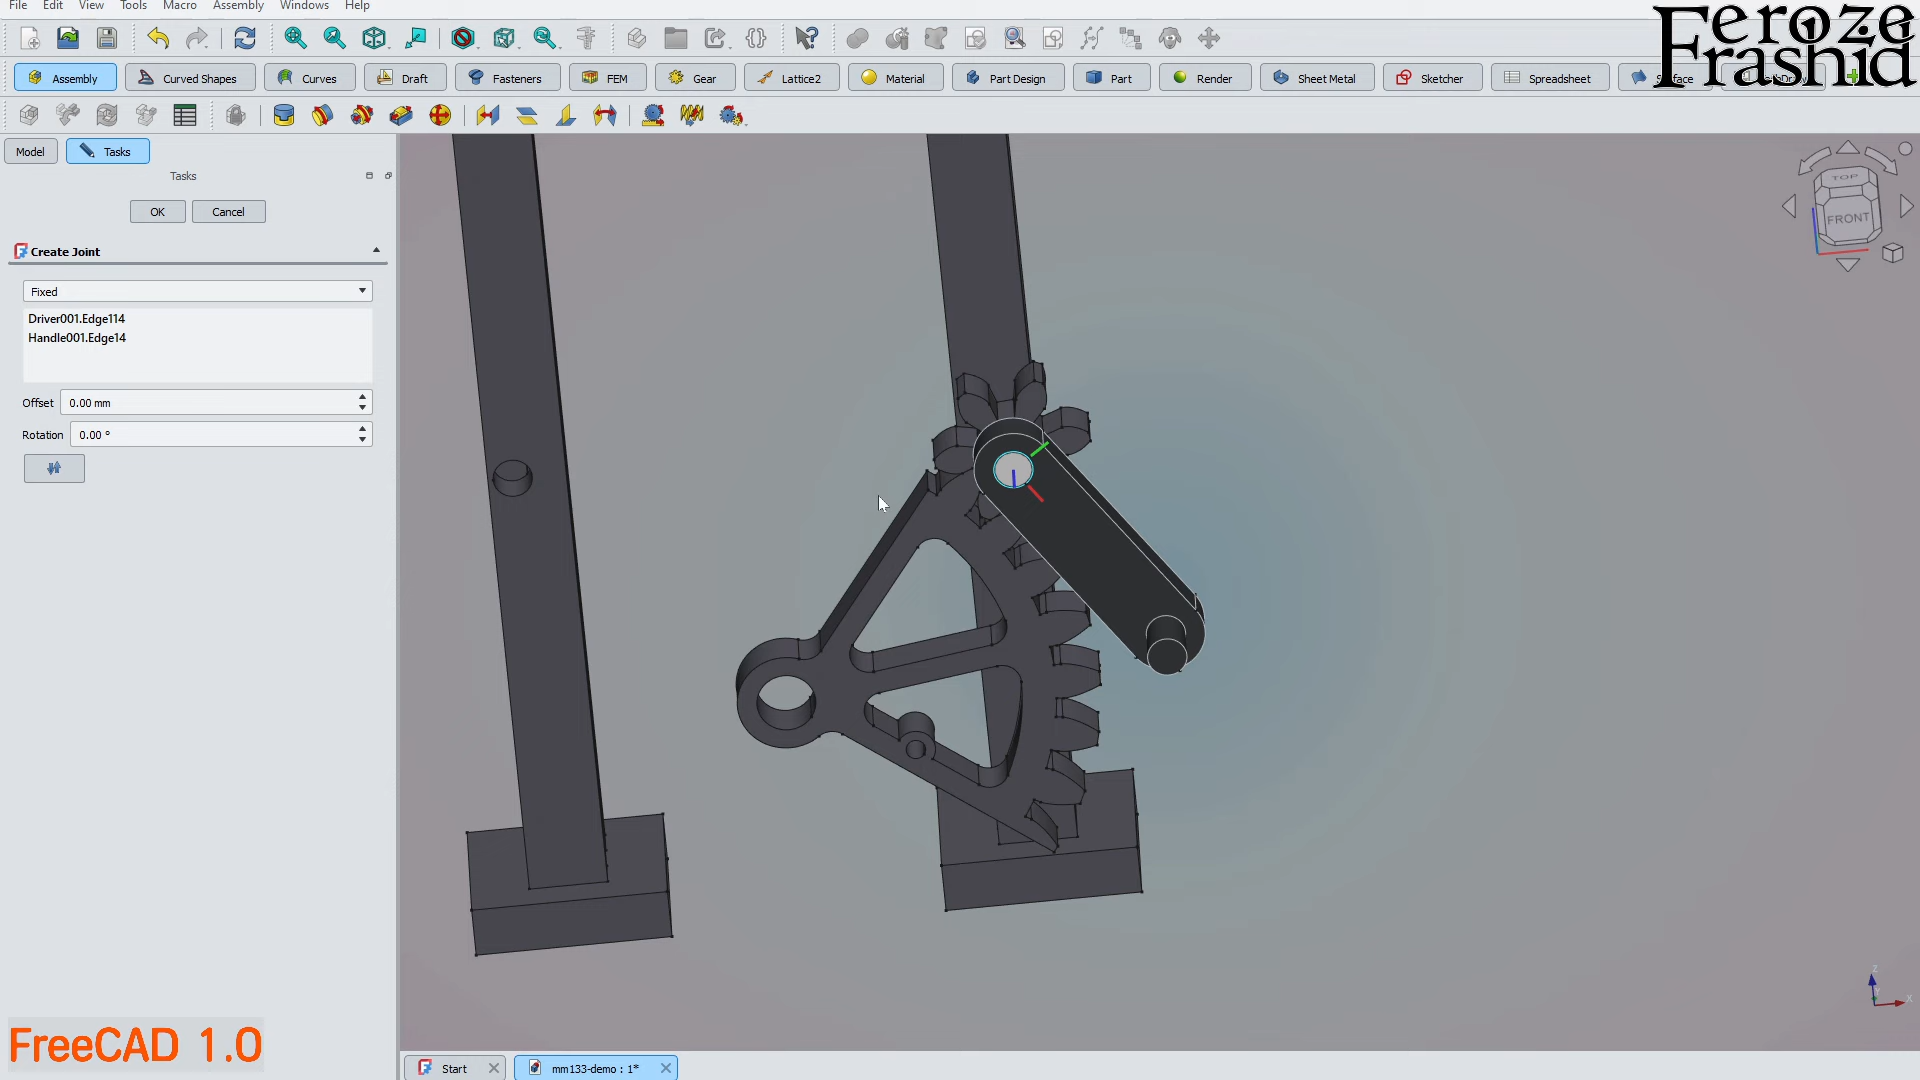 File Edit View Tools Macro Assembly Windows Help
Feroze
Frashid
Assembly Curved Shapes Curves Draft Fasteners FEM Gear Lattice2 Material Part Design Part Render Sheet Metal Sketcher Spreadsheet
Model Tasks
Tasks
OK Cancel
Create Joint
Fixed
Driver001.Edge114
Handle001.Edge14
Offset 0.00 mm
Rotation 0.00 °
TOP
FRONT
Z
X
FreeCAD 1.0
Start mm133-demo : 1*